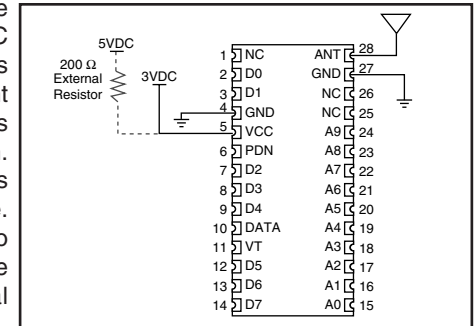 e
C
s
t
s
.
s
.
o
e
l
5VDC
200 Ω
External
Resistor
3VDC
1 NC ANT 28
2 D0 GND 27
3 D1 NC 26
4 GND NC 25
5 VCC A9 24
6 PDN A8 23
7 D2 A7 22
8 D3 A6 21
9 D4 A5 20
10 DATA A4 19
11 VT A3 18
12 D5 A2 17
13 D6 A1 16
14 D7 A0 15